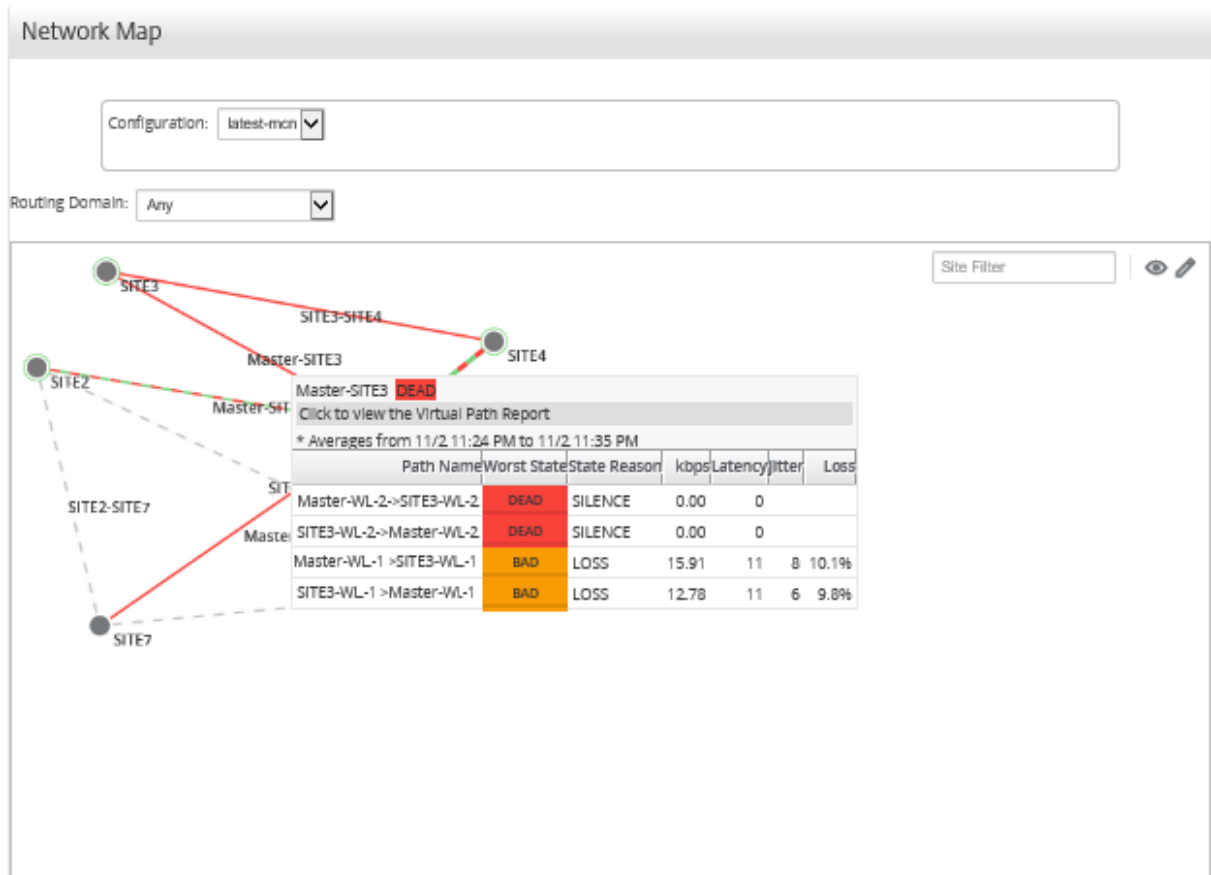 Network Map
Configuration: latest-mcn
Routing Domain: Any
Site Filter
SITE3
SITE3-SITE4
Master-SITE3
SITE4
SITE2
Master-SIT
SIT
SITE2-SITE7
Maste
SITE7
Master-SITE3 DEAD
Click to view the Virtual Path Report
* Averages from 11/2 11:24 PM to 11/2 11:35 PM
Path Name Worst State State Reason kbps Latency Jitter Loss
Master-WL-2->SITE3-WL-2 DEAD SILENCE 0.00 0
SITE3-WL-2->Master-WL-2 DEAD SILENCE 0.00 0
Master-WL-1 >SITE3-WL-1 BAD LOSS 15.91 11 8 10.1%
SITE3-WL-1 >Master-WL-1 BAD LOSS 12.78 11 6 9.8%